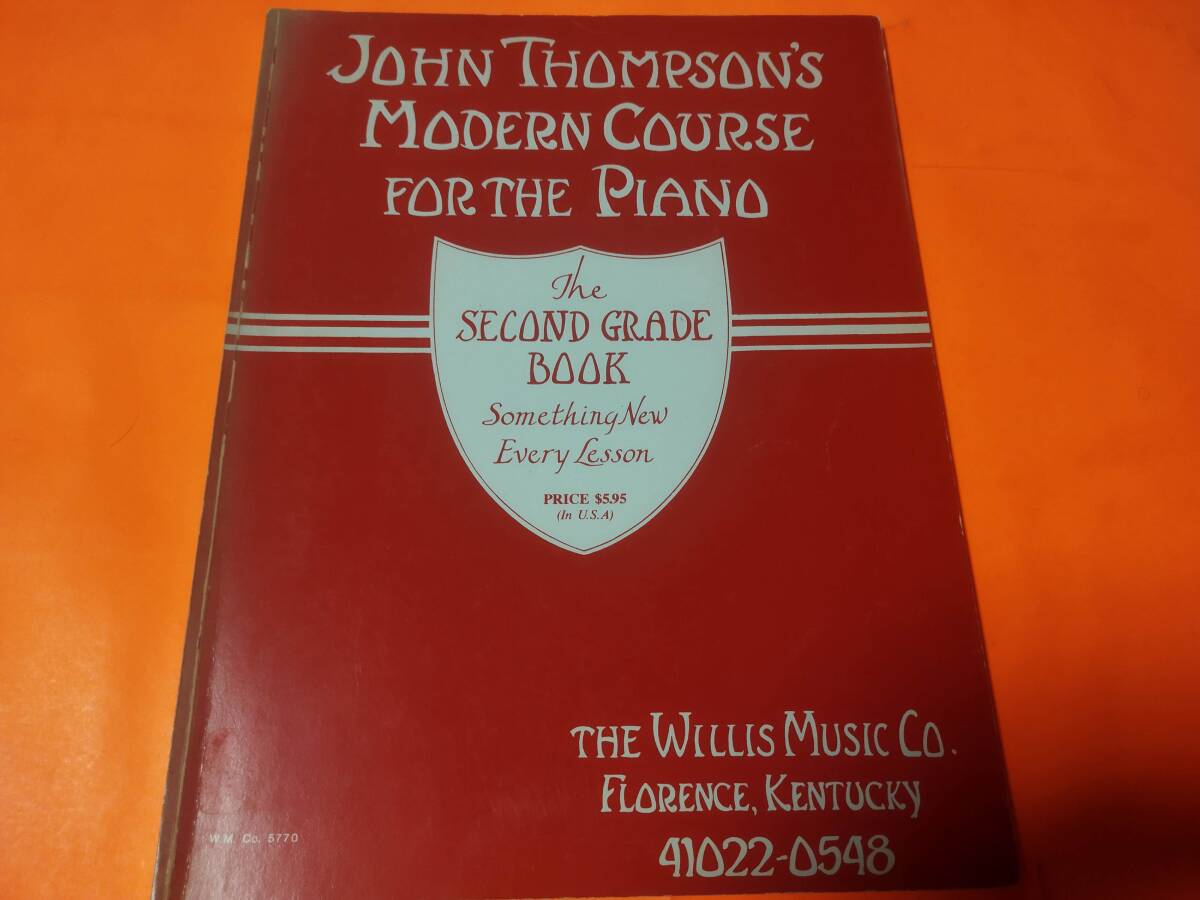 JOHN THOMPSON'S
MODERN COURSE
FOR THE PIANO
The
SECOND GRADE
BOOK
Something New
Every Lesson
PRICE $5.95
(In U.S.A)
THE WILLIS MUSIC CO.
FLORENCE, KENTUCKY
41022-0548
W.M. Co. 5770